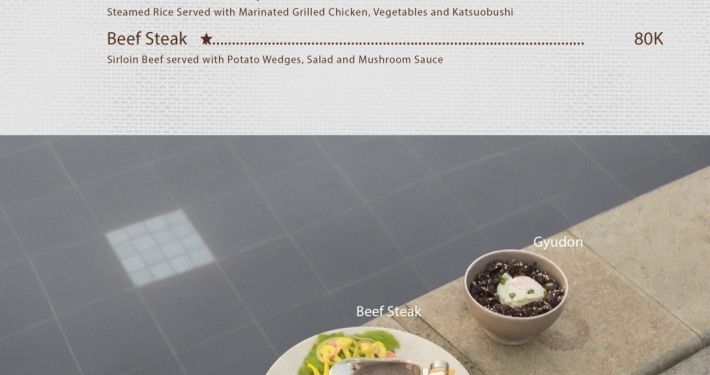 Steamed Rice Served with Marinated Grilled Chicken, Vegetables and Katsuobushi
Beef Steak ★ 80K
Sirloin Beef served with Potato Wedges, Salad and Mushroom Sauce
Gyudon
Beef Steak